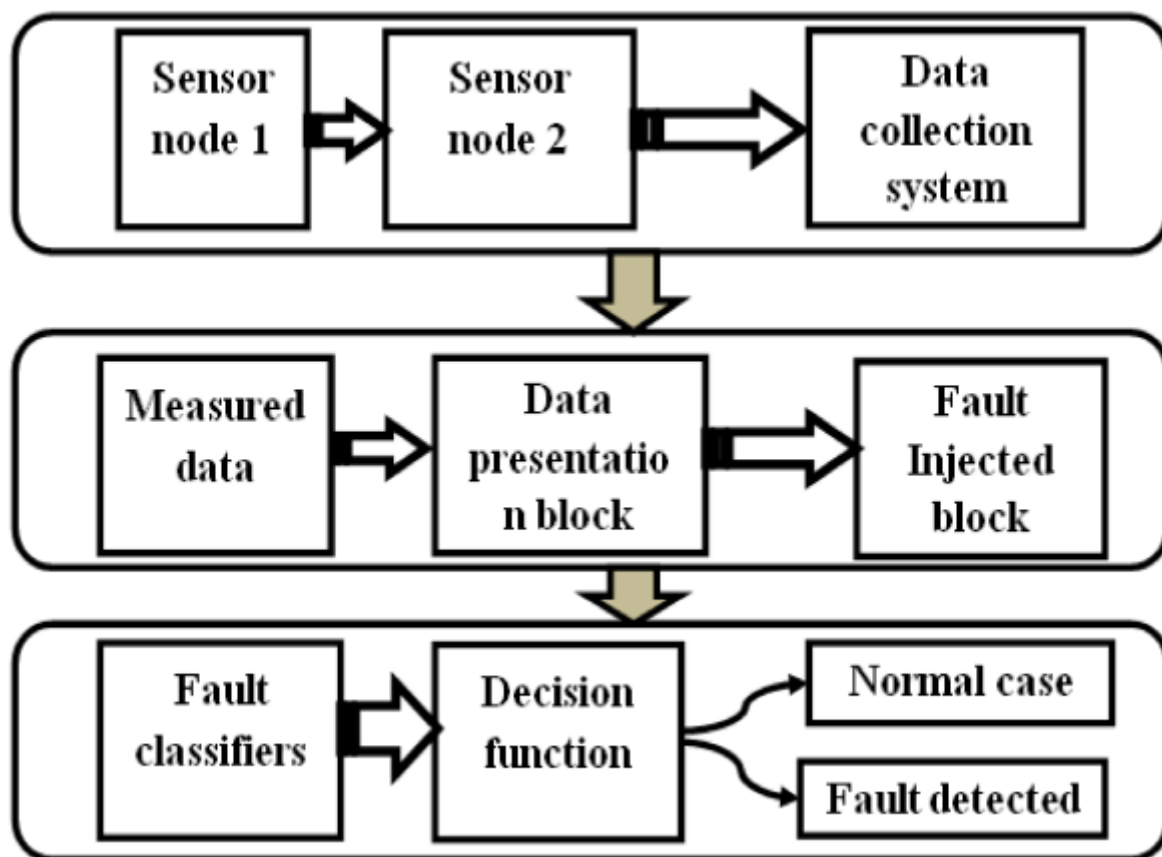 Sensor
node 1
Sensor
node 2
Data
collection
system
Measured
data
Data
presentatio
n block
Fault
Injected
block
Fault
classifiers
Decision
function
Normal case
Fault detected